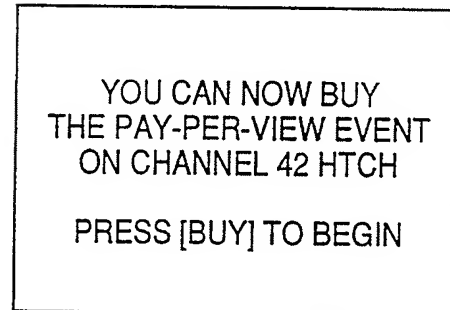 YOU CAN NOW BUY
THE PAY-PER-VIEW EVENT
ON CHANNEL 42 HTCH
PRESS [BUY] TO BEGIN